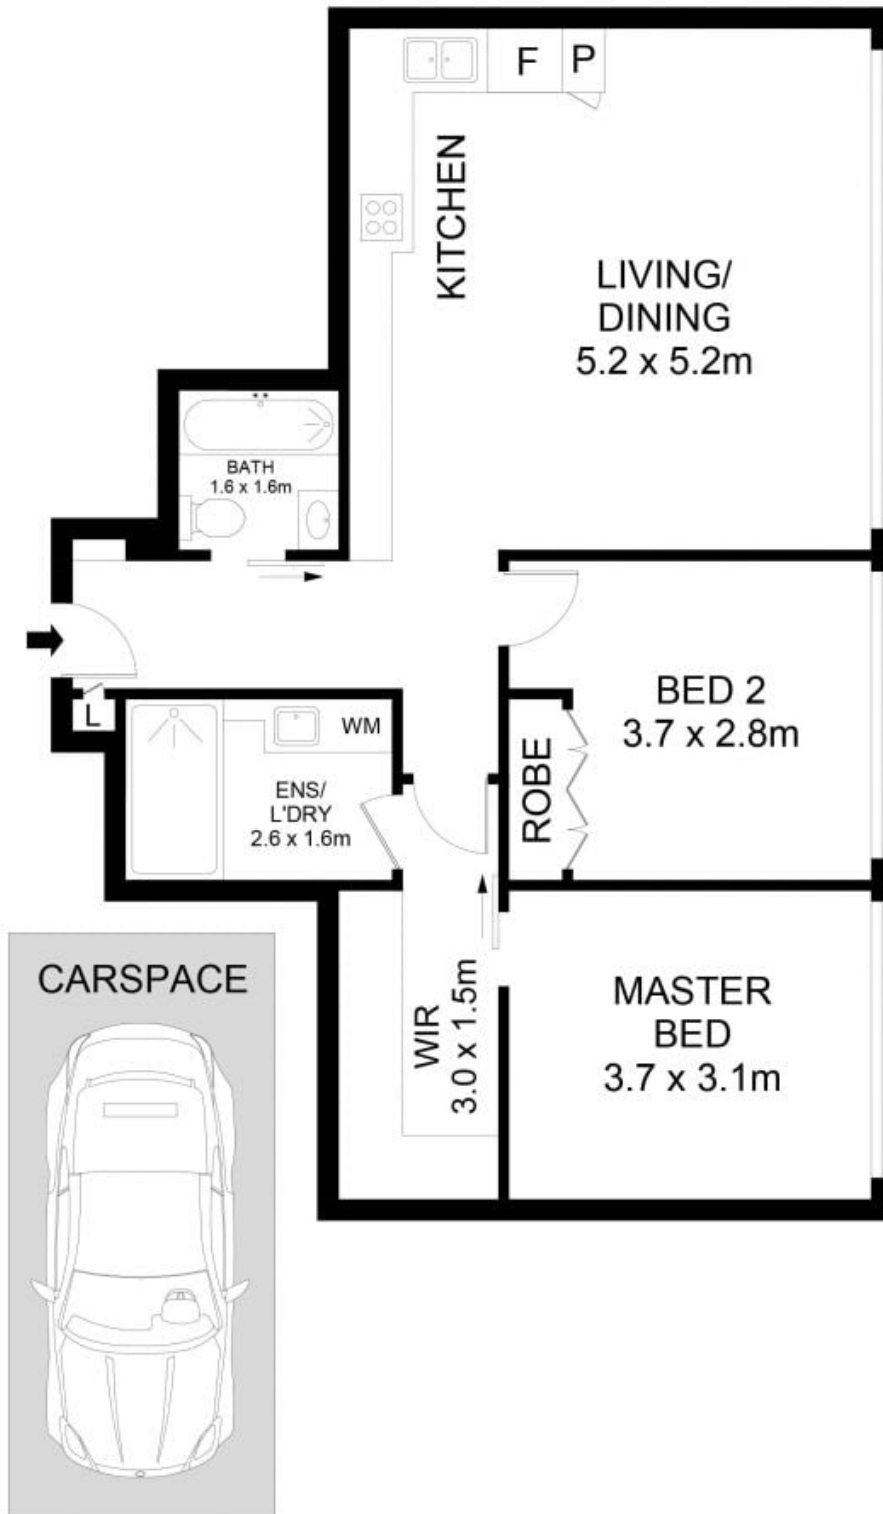 F
P
KITCHEN
LIVING/
DINING
5.2 x 5.2m
BATH
1.6 x 1.6m
BED 2
3.7 x 2.8m
ROBE
L
WM
ENS/
L'DRY
2.6 x 1.6m
CARSPACE
WIR
3.0 x 1.5m
MASTER
BED
3.7 x 3.1m